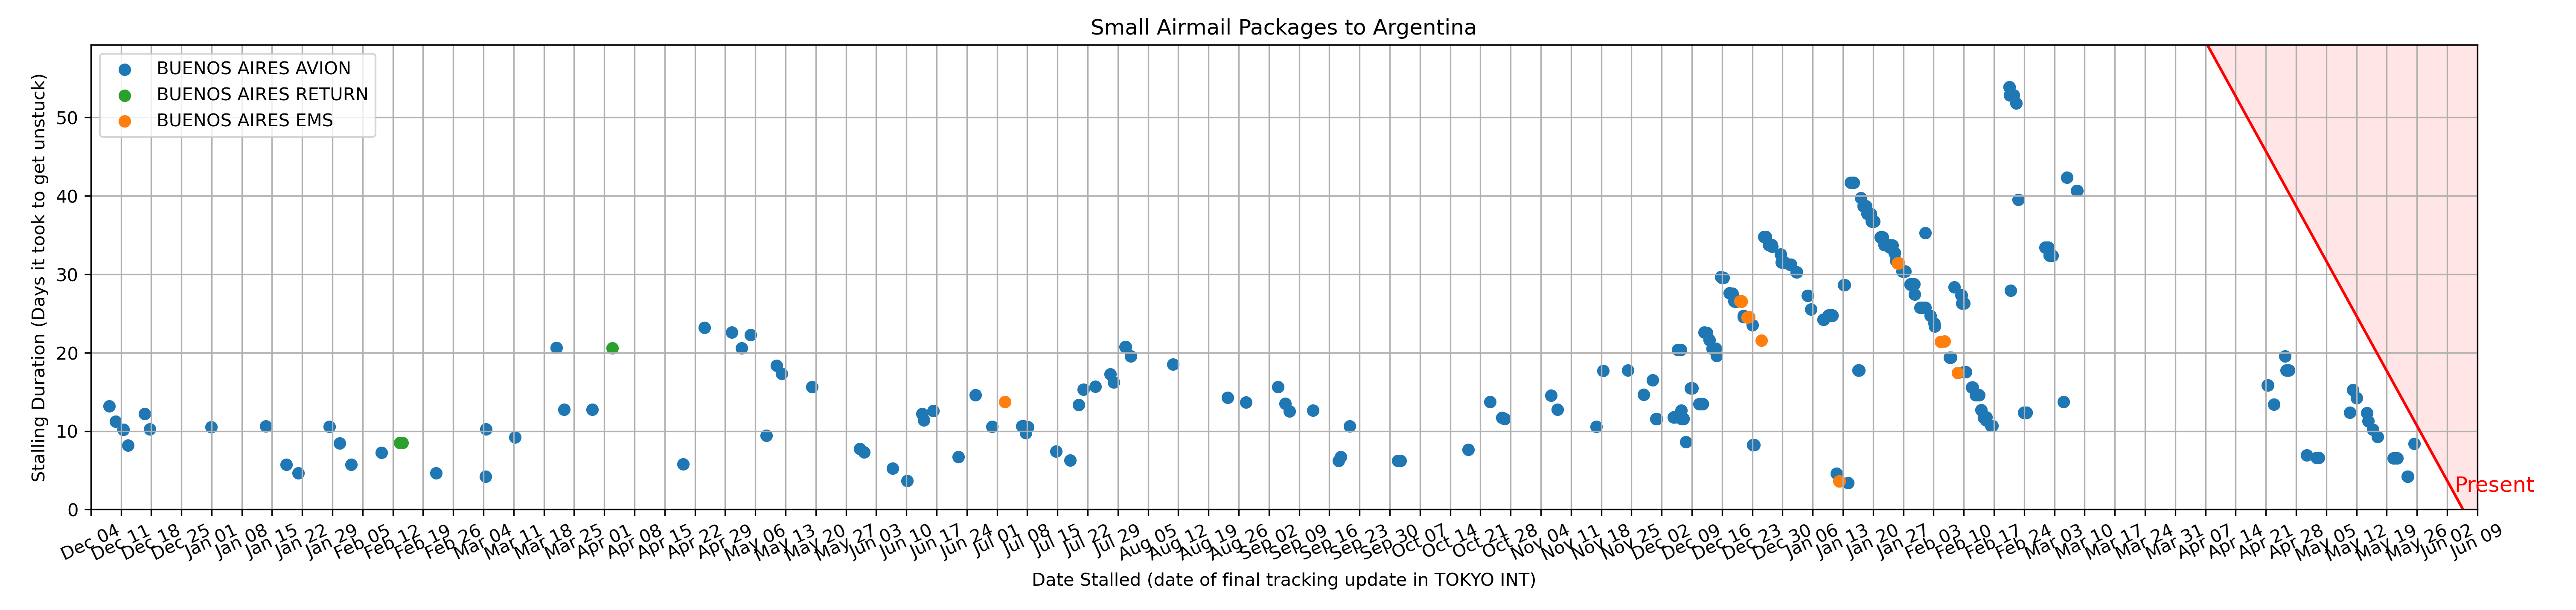 Small Airmail Packages to Argentina
BUENOS AIRES AVION
BUENOS AIRES RETURN
BUENOS AIRES EMS
Stalling Duration (Days it took to get unstuck)
50
40
30
20
10
0
Present
Dec 04
Dec 11
Dec 18
Dec 25
Jan 01
Jan 08
Jan 15
Jan 22
Jan 29
Feb 05
Feb 12
Feb 19
Feb 26
Mar 04
Mar 11
Mar 18
Mar 25
Apr 01
Apr 08
Apr 15
Apr 22
Apr 29
May 06
May 13
May 20
May 27
Jun 03
Jun 10
Jun 17
Jun 24
Jul 01
Jul 08
Jul 15
Jul 22
Jul 29
Aug 05
Aug 12
Aug 19
Aug 26
Sep 02
Sep 09
Sep 16
Sep 23
Sep 30
Oct 07
Oct 14
Oct 21
Oct 28
Nov 04
Nov 11
Nov 18
Nov 25
Dec 02
Dec 09
Dec 16
Dec 23
Dec 30
Jan 06
Jan 13
Jan 20
Jan 27
Feb 03
Feb 10
Feb 17
Feb 24
Mar 03
Mar 10
Mar 17
Mar 24
Mar 31
Apr 07
Apr 14
Apr 21
Apr 28
May 05
May 12
May 19
May 26
Jun 02
Jun 09
Date Stalled (date of final tracking update in TOKYO INT)